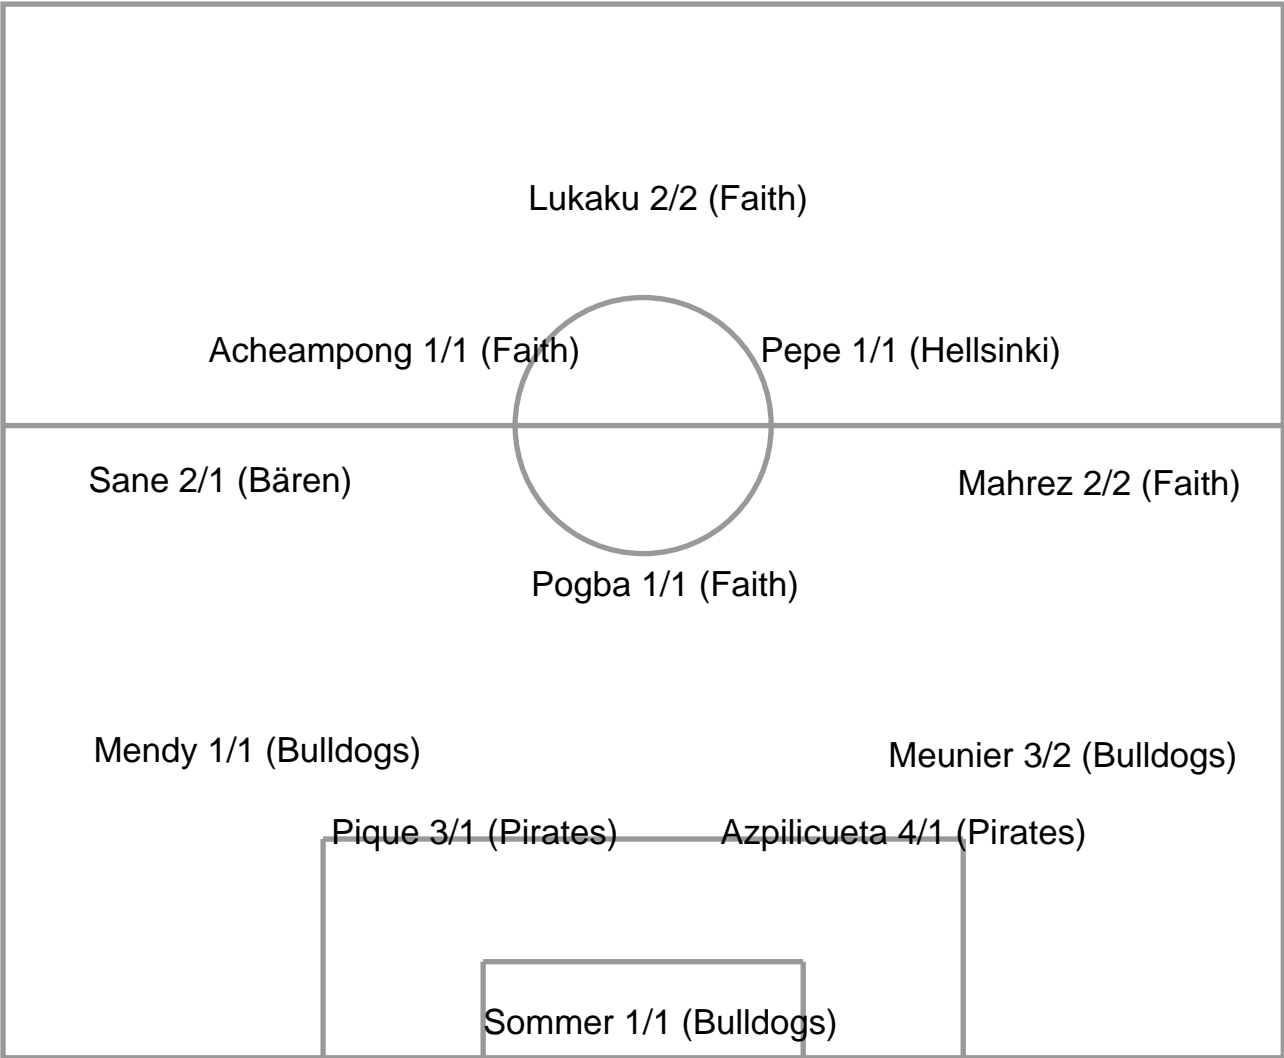 Lukaku 2/2 (Faith)
Acheampong 1/1 (Faith)
Pepe 1/1 (Hellsinki)
Sane 2/1 (Bären)
Mahrez 2/2 (Faith)
Pogba 1/1 (Faith)
Mendy 1/1 (Bulldogs)
Meunier 3/2 (Bulldogs)
Pique 3/1 (Pirates)
Azpilicueta 4/1 (Pirates)
Sommer 1/1 (Bulldogs)